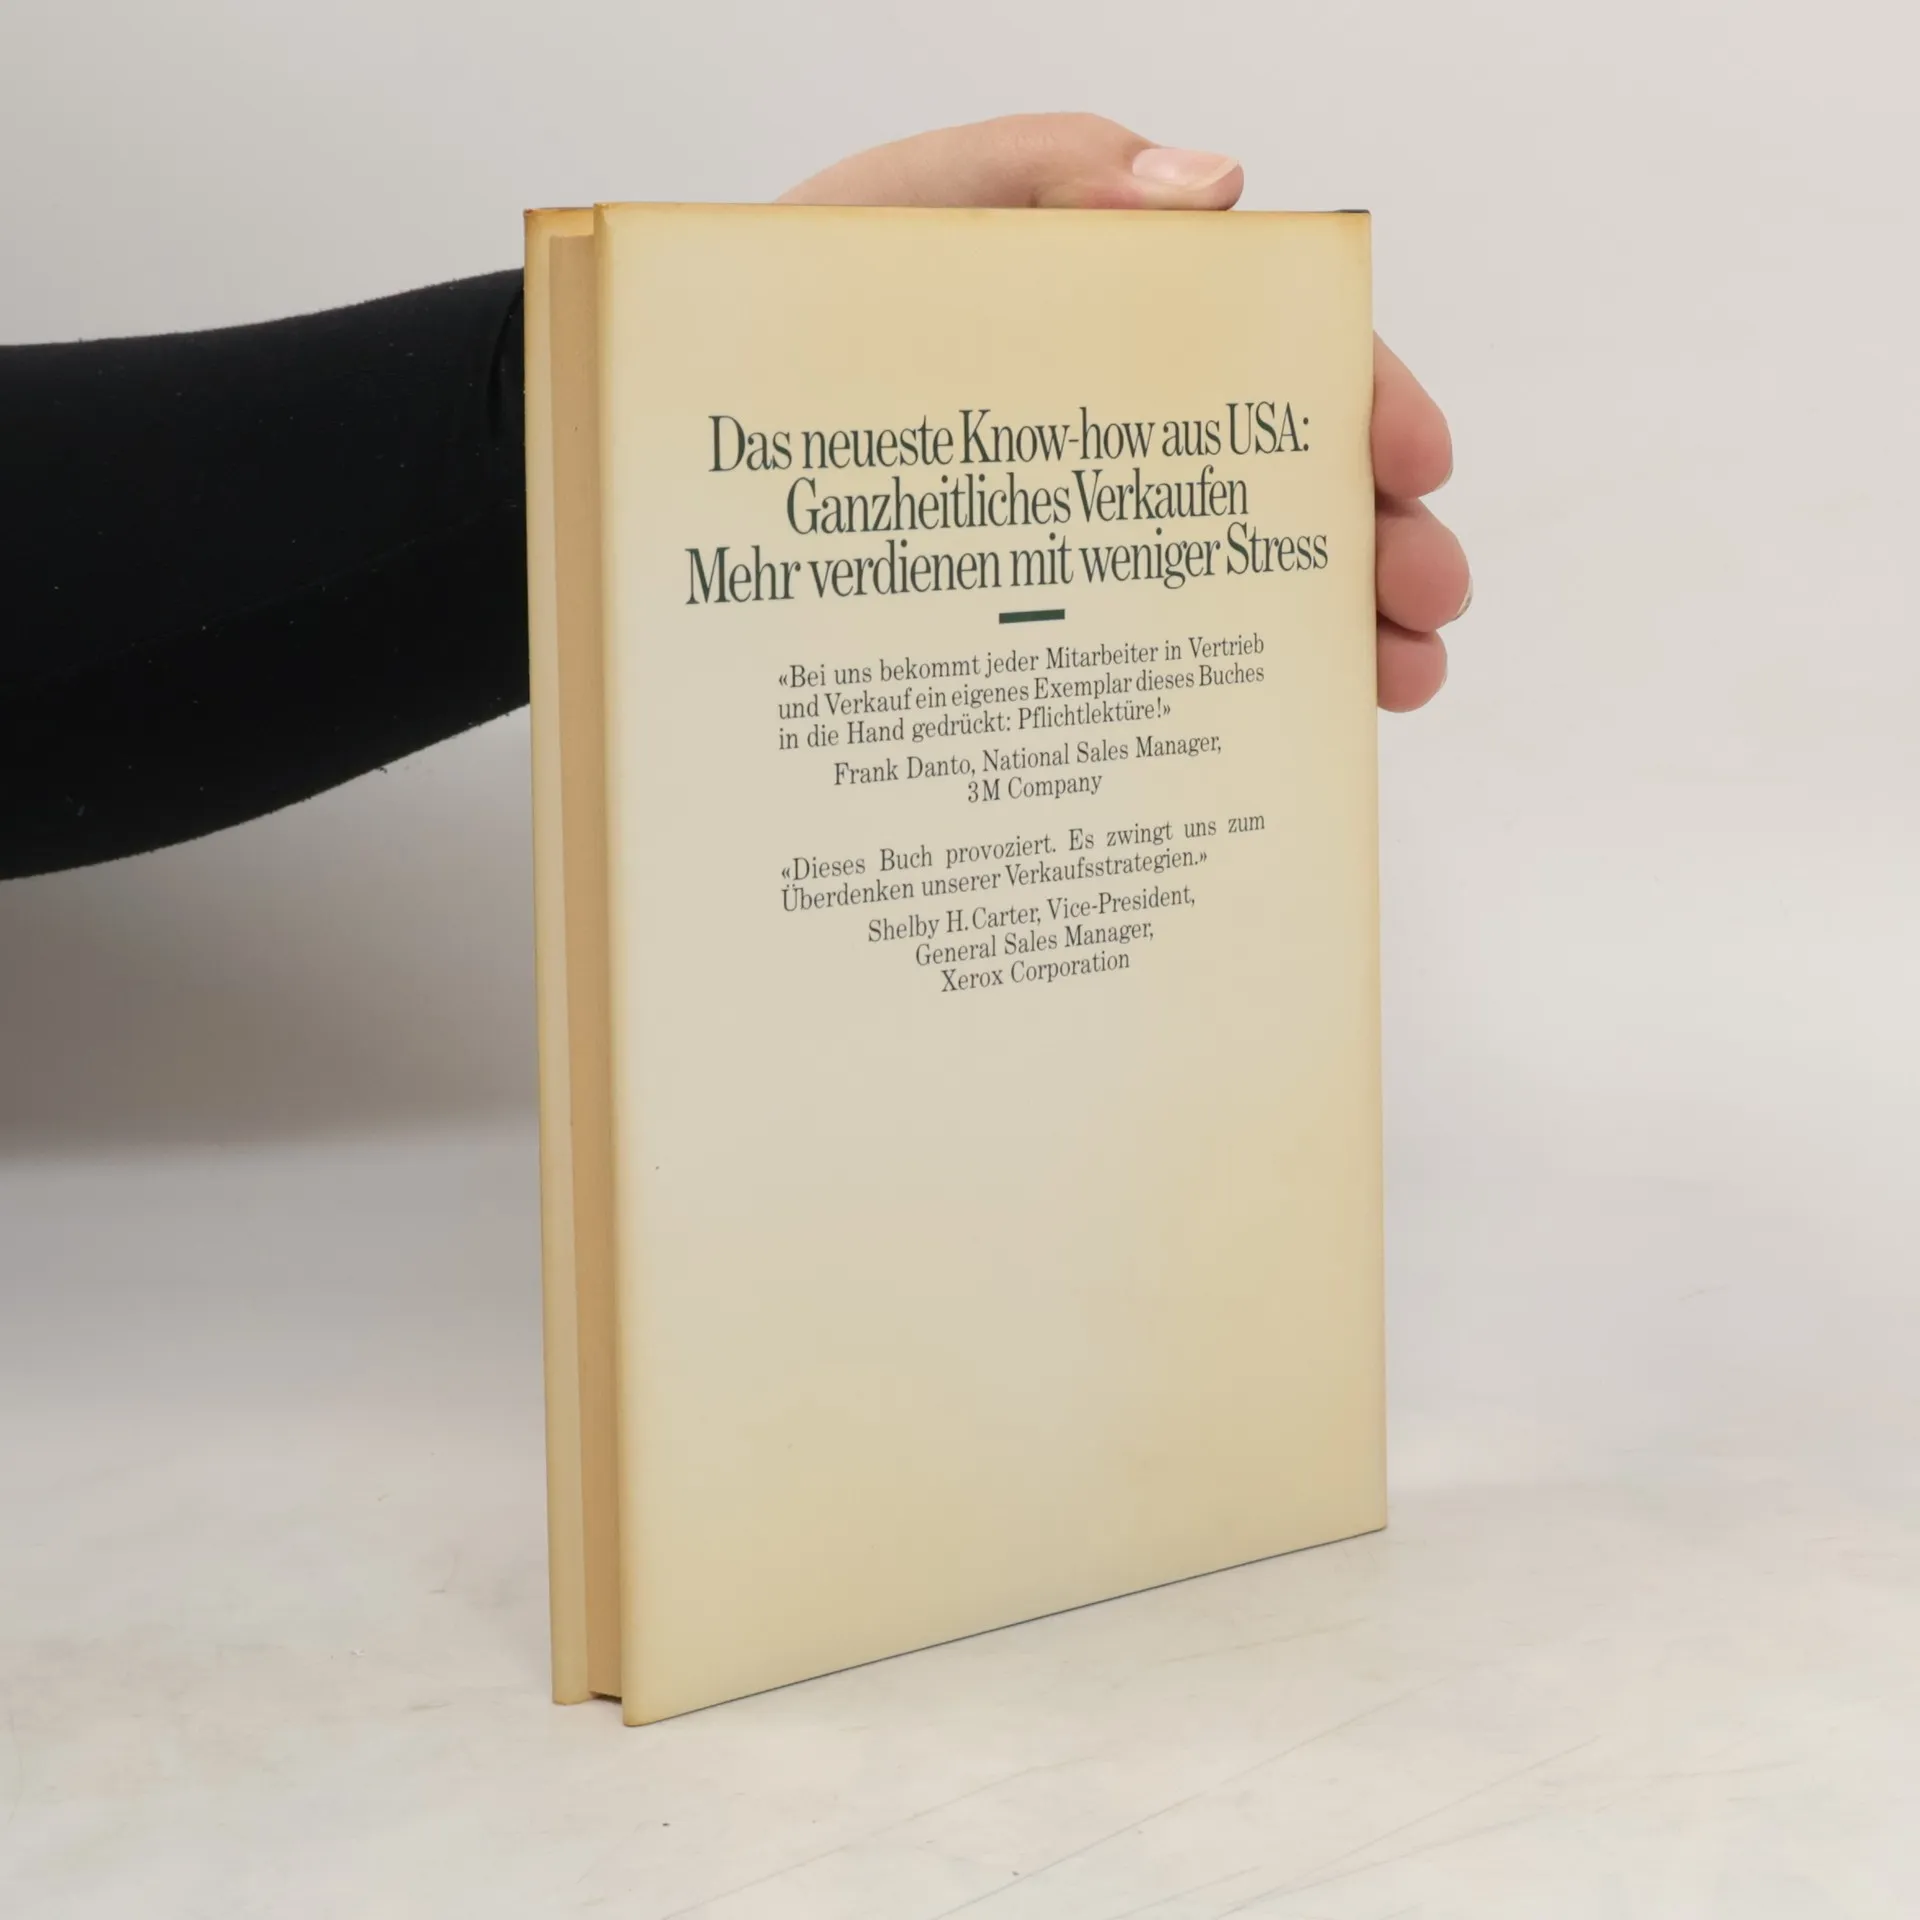 Das neueste Know-how aus USA:
Ganzheitliches Verkaufen
Mehr verdienen mit weniger Stress
«Bei uns bekommt jeder Mitarbeiter in Vertrieb
und Verkauf ein eigenes Exemplar dieses Buches
in die Hand gedrückt: Pflichtlektüre!»
Frank Danto, National Sales Manager,
3M Company
«Dieses Buch provoziert. Es zwingt uns zum
Überdenken unserer Verkaufsstrategien.»
Shelby H. Carter, Vice-President,
General Sales Manager,
Xerox Corporation